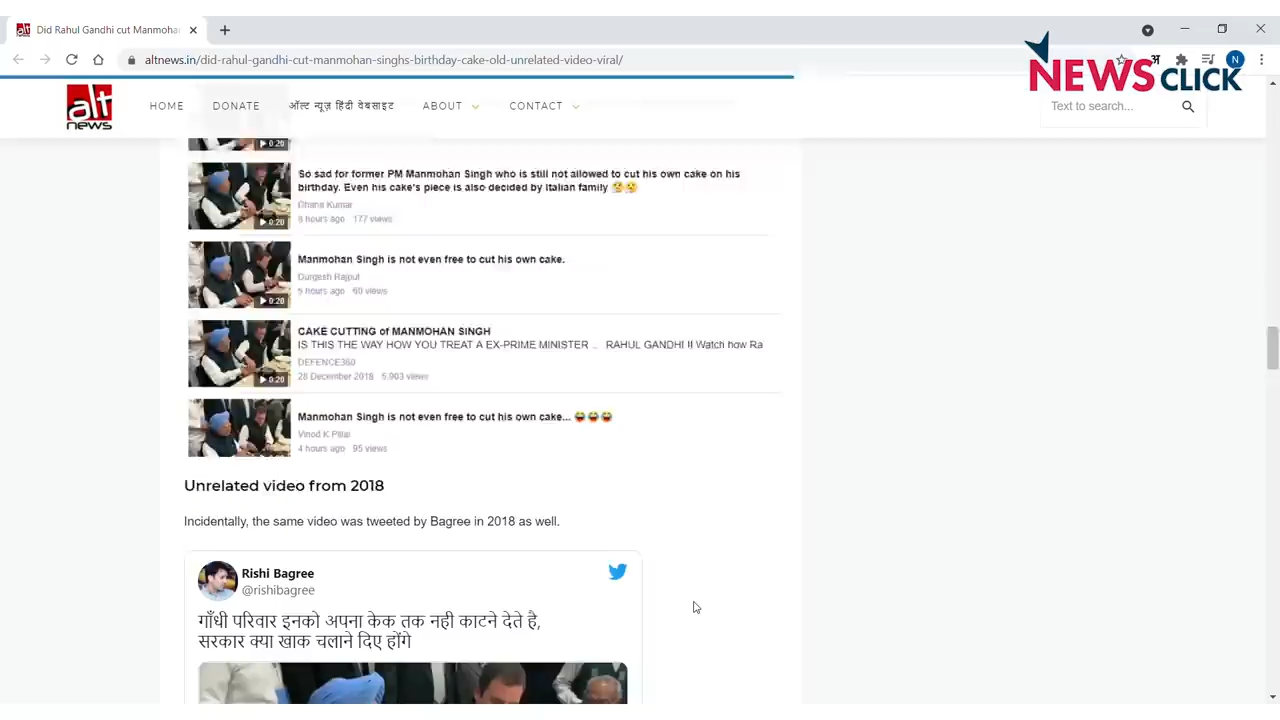 Did Rahul Gandhi cut Manmoha
altnews.in/did-rahul-gandhi-cut-manmohan-singhs-birthday-cake-old-unrelated-video-viral/
अ
N
NEWSCLICK
alt
news
HOME
DONATE
ऑल्ट न्यूज़ हिंदी वेबसाइट
ABOUT
CONTACT
Text to search...
0:20
So sad for former PM Manmohan Singh who is still not allowed to cut his own cake on his
birthday. Even his cake's piece is also decided by Italian family 😢😢
Dhana Kumar
177 views
0:20
Manmohan Singh is not even free to cut his own cake.
Durgesh Rajput
hours ago 60 views
0:20
CAKE CUTTING of MANMOHAN SINGH
IS THIS THE WAY HOW YOU TREAT A EX-PRIME MINISTER ... RAHUL GANDHI !! Watch how Ra
DEFENCE360
28 December 2018 5,903 views
0:20
Manmohan Singh is not even free to cut his own cake... 😂😂😂
Vinod K Pillai
4 hours ago 95 views
Unrelated video from 2018
Incidentally, the same video was tweeted by Bagree in 2018 as well.
Rishi Bagree
@rishibagree
गाँधी परिवार इनको अपना केक तक नही काटने देते है,
सरकार क्या खाक चलाने दिए होंगे